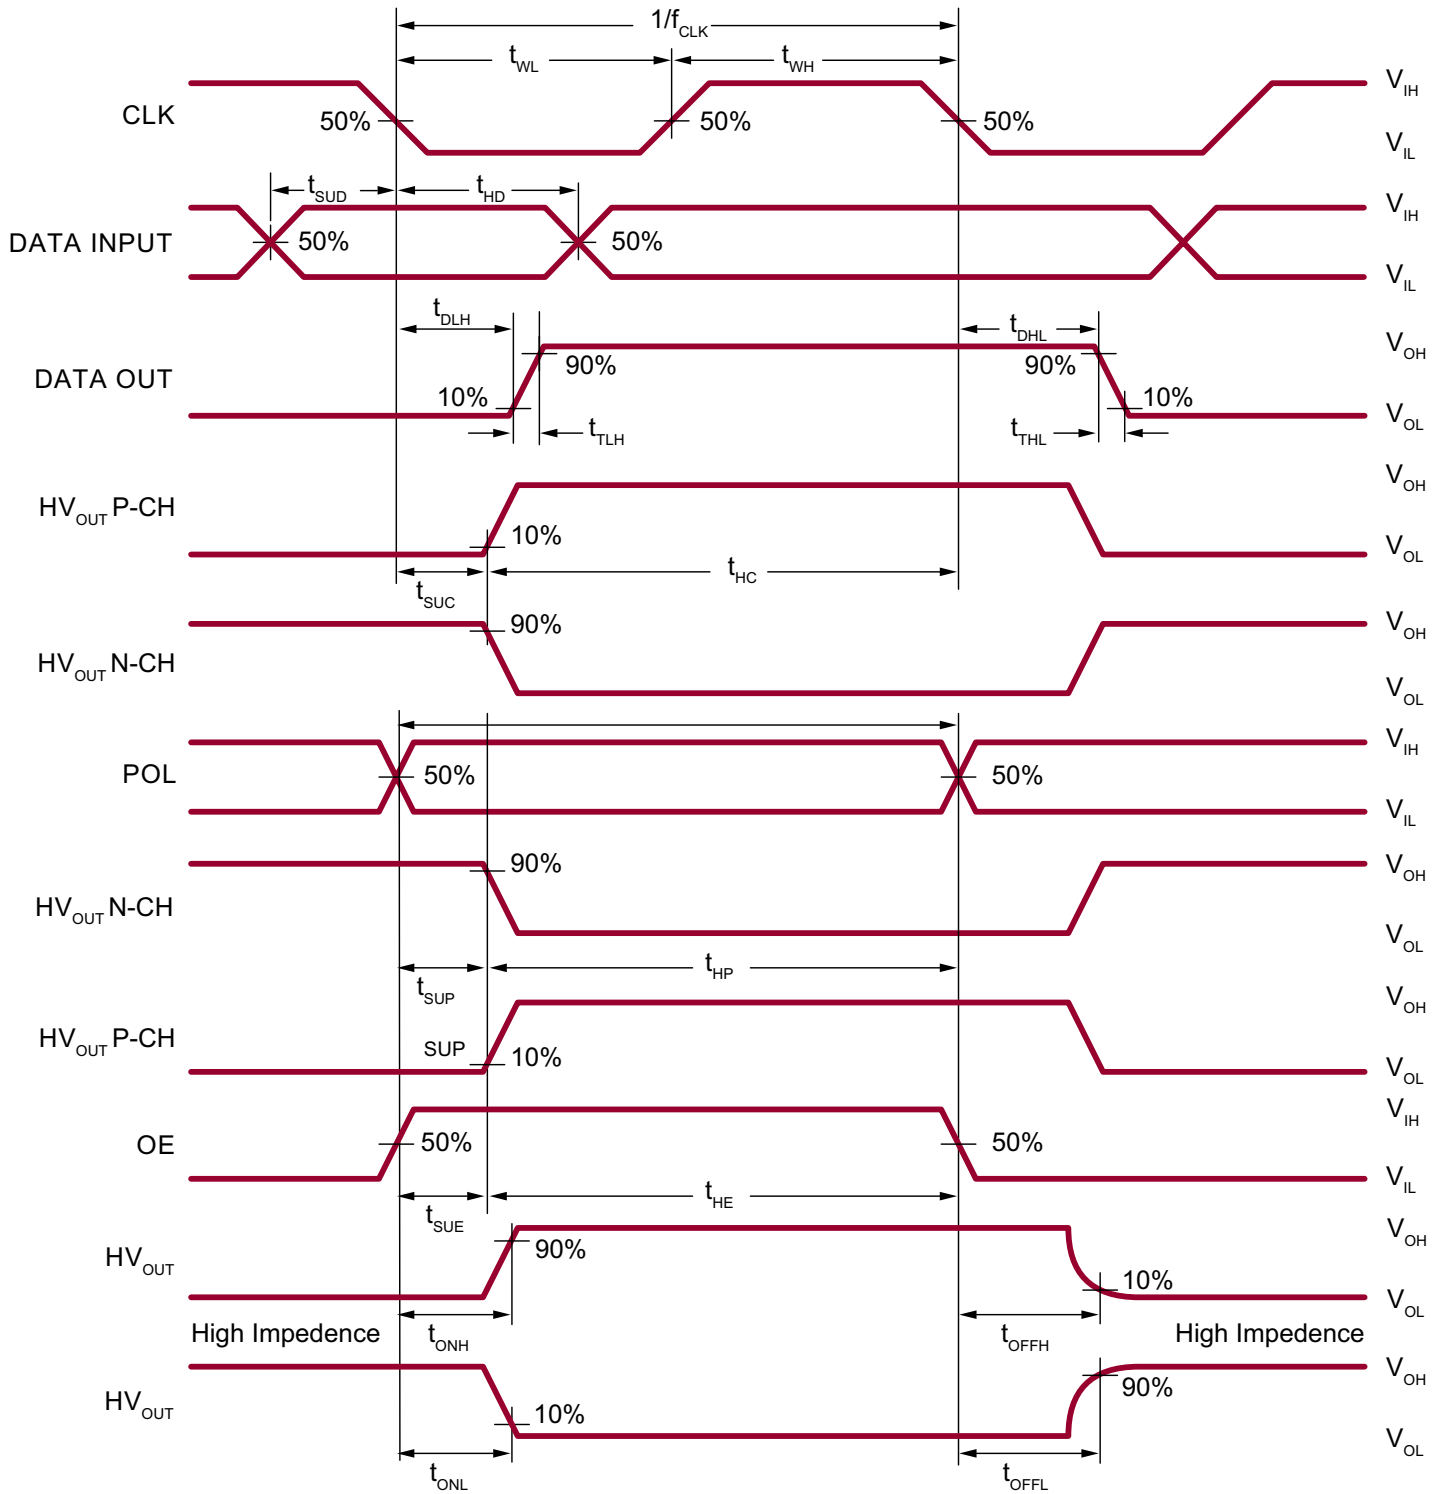 1/fCLK
tWL tWH
CLK 50% 50% 50% VIH
VIL
tSUD tHD VIH
DATA INPUT 50% 50%
VIL
tDLH tDHL
VOH
90% 90%
DATA OUT
10% 10%
VOL
tTLH tTHL
VOH
HVOUT P-CH
10%
VOL
tHC
tSUC
90% VOH
HVOUT N-CH
VOL
VIH
POL 50% 50%
VIL
90% VOH
HVOUT N-CH
VOL
tHP
tSUP
VOH
HVOUT P-CH SUP 10%
VOL
VIH
OE 50% 50%
VIL
tHE
tSUE
VOH
HVOUT 90%
10%
VOL
High Impedence tONH tOFFH High Impedence
VOH
90%
HVOUT 10%
VOL
tONL tOFFL